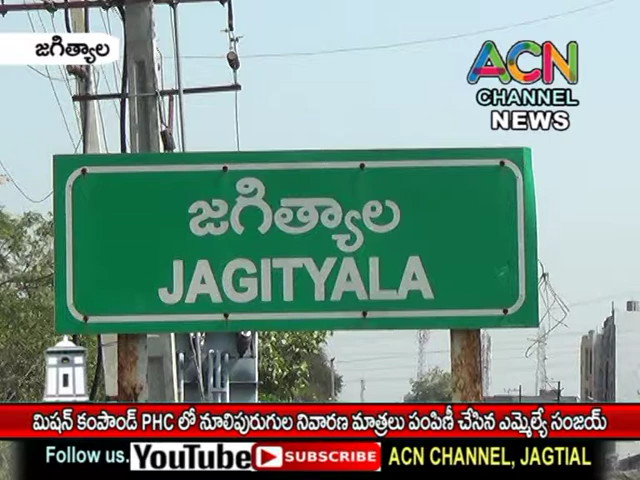 జగిత్యాల
ACN
CHANNEL
NEWS
జగిత్యాల
JAGITYALA
మిషన్ కంపౌండ్ PHC లో నూలిపురుగుల నివారణ మాత్రలు పంపిణీ చేసిన ఎమ్మెల్యే సంజయ్
Follow us. YouTube SUBSCRIBE ACN CHANNEL, JAGTIAL